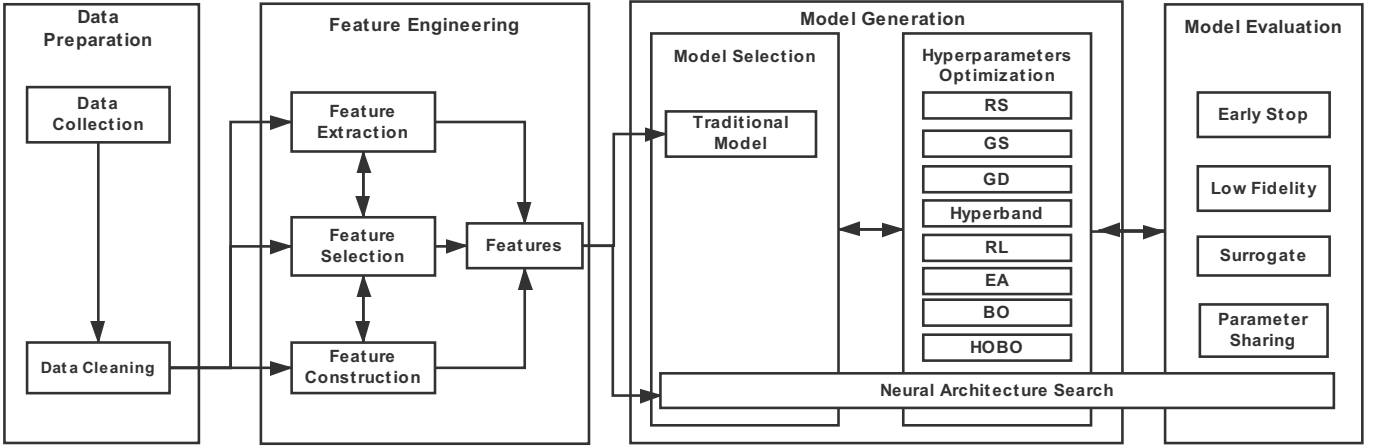 Data
Preparation
Data
Collection
Data Cleaning
Feature Engineering
Feature
Extraction
Feature
Selection
Feature
Construction
Features
Model Generation
Model Selection
Traditional
Model
Hyperparameters
Optimization
RS
GS
GD
Hyperband
RL
EA
BO
HOBO
Neural Architecture Search
Model Evaluation
Early Stop
Low Fidelity
Surrogate
Parameter
Sharing